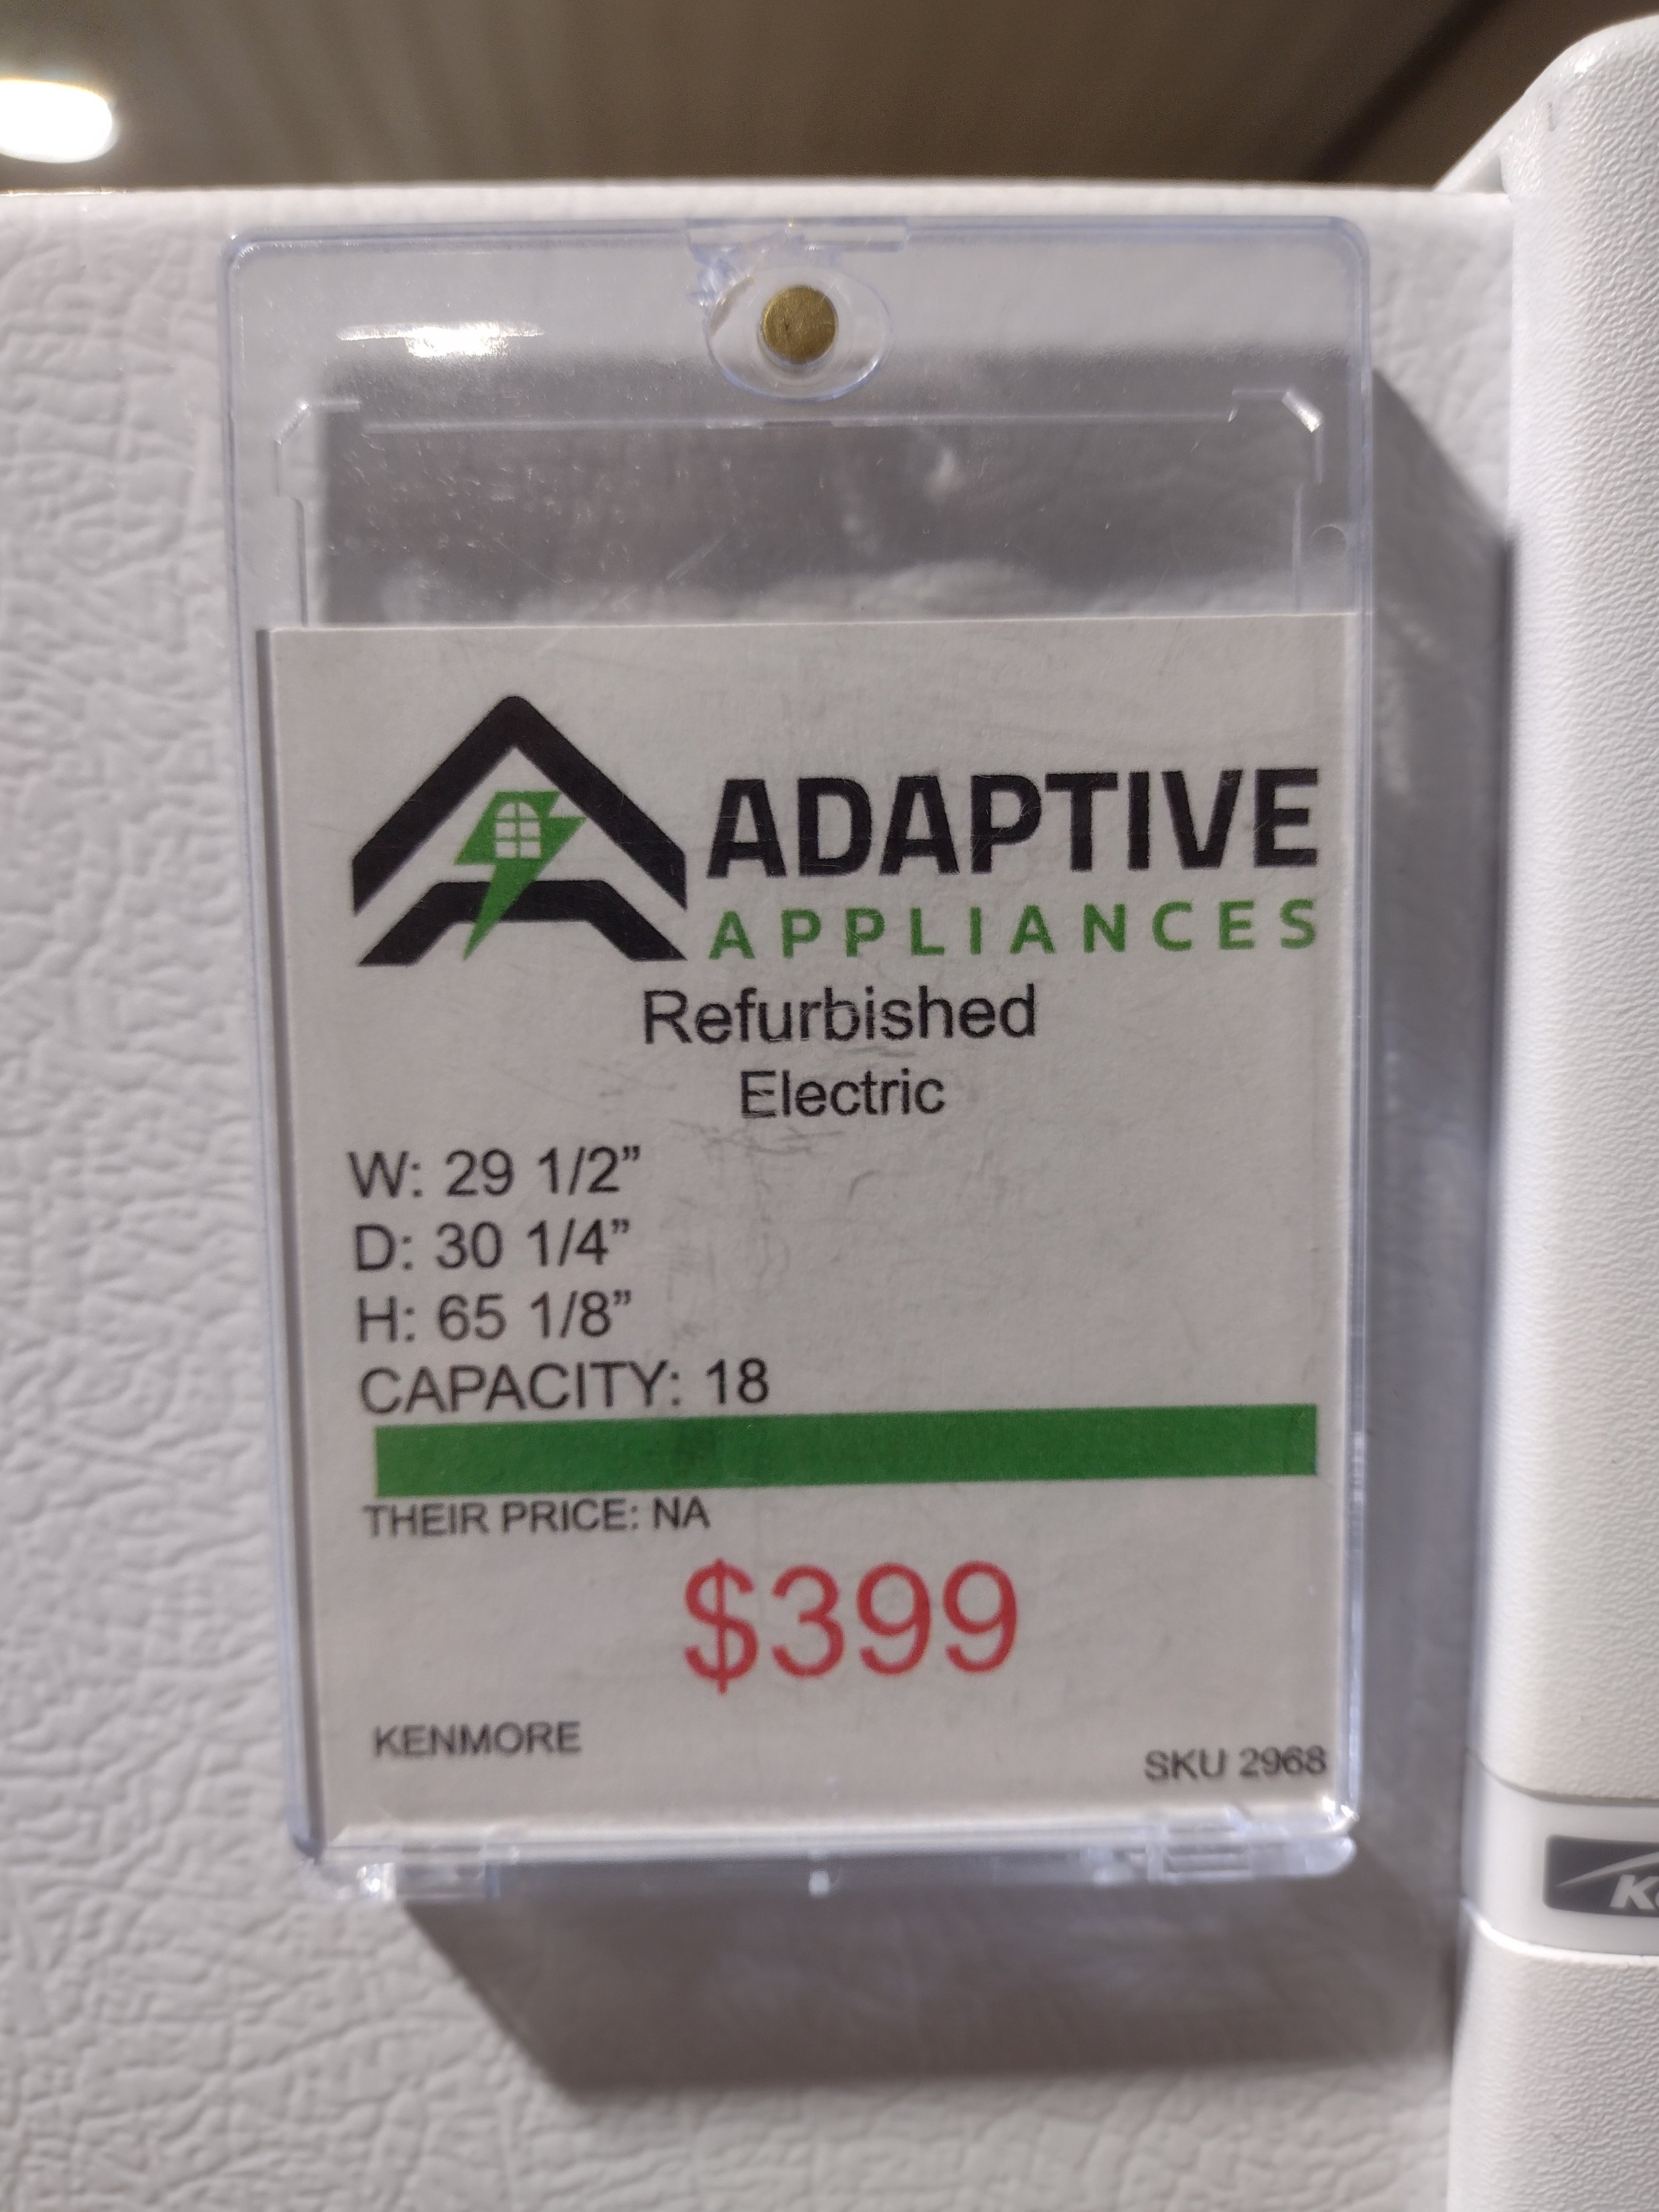 ADAPTIVE
APPLIANCES
Refurbished
Electric
W: 29 1/2”
D: 30 1/4”
H: 65 1/8”
CAPACITY: 18
THEIR PRICE: NA
$399
KENMORE
SKU 2968